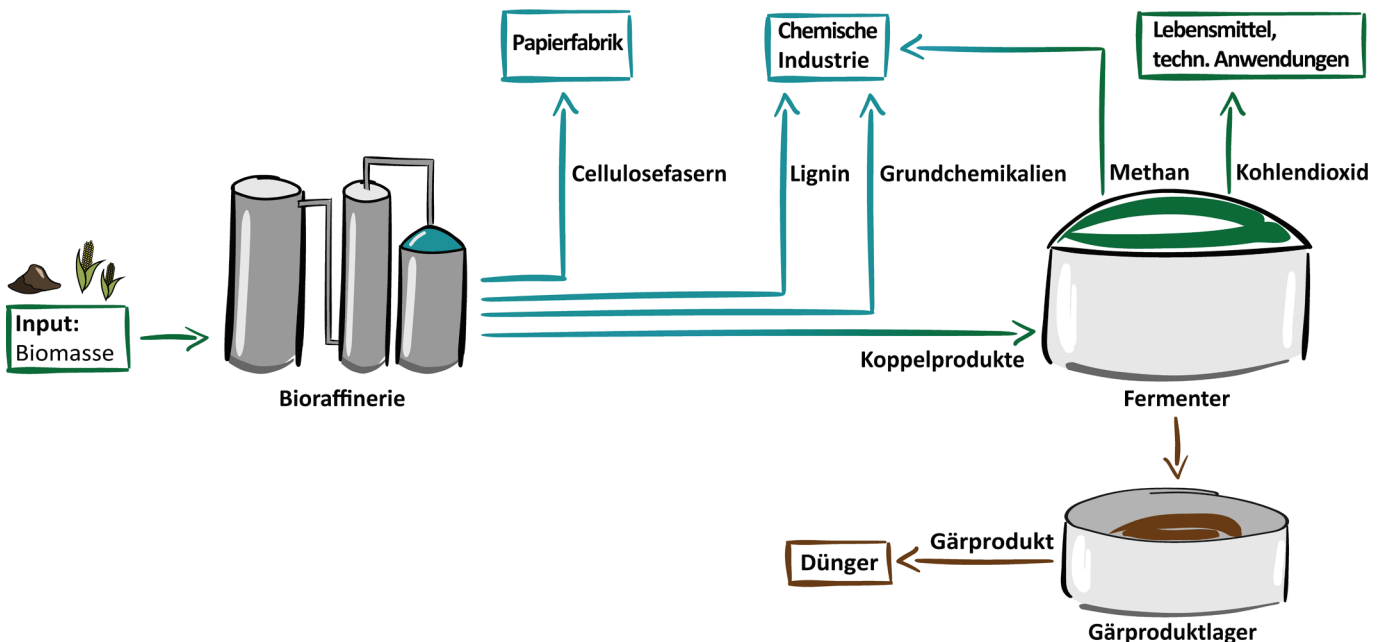 Papierfabrik
Chemische
Industrie
Lebensmittel,
techn. Anwendungen
Cellulosefasern
Lignin
Grundchemikalien
Methan
Kohlendioxid
Input:
Biomasse
Bioraffinerie
Koppelprodukte
Fermenter
Gärprodukt
Dünger
Gärproduktlager